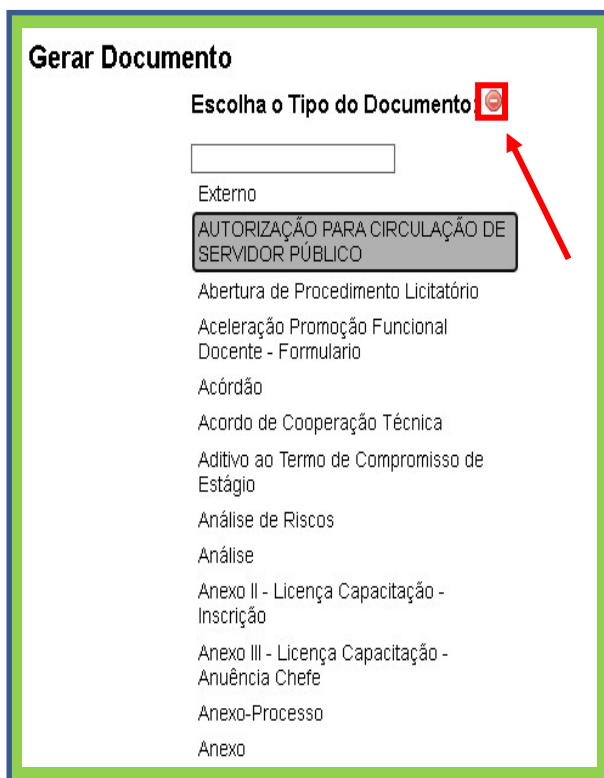 Gerar Documento
Escolha o Tipo do Documento:
Externo
AUTORIZAÇÃO PARA CIRCULAÇÃO DE
SERVIDOR PÚBLICO
Abertura de Procedimento Licitatório
Aceleração Promoção Funcional
Docente - Formulario
Acórdão
Acordo de Cooperação Técnica
Aditivo ao Termo de Compromisso de
Estágio
Análise de Riscos
Análise
Anexo II - Licença Capacitação -
Inscrição
Anexo III - Licença Capacitação -
Anuência Chefe
Anexo-Processo
Anexo